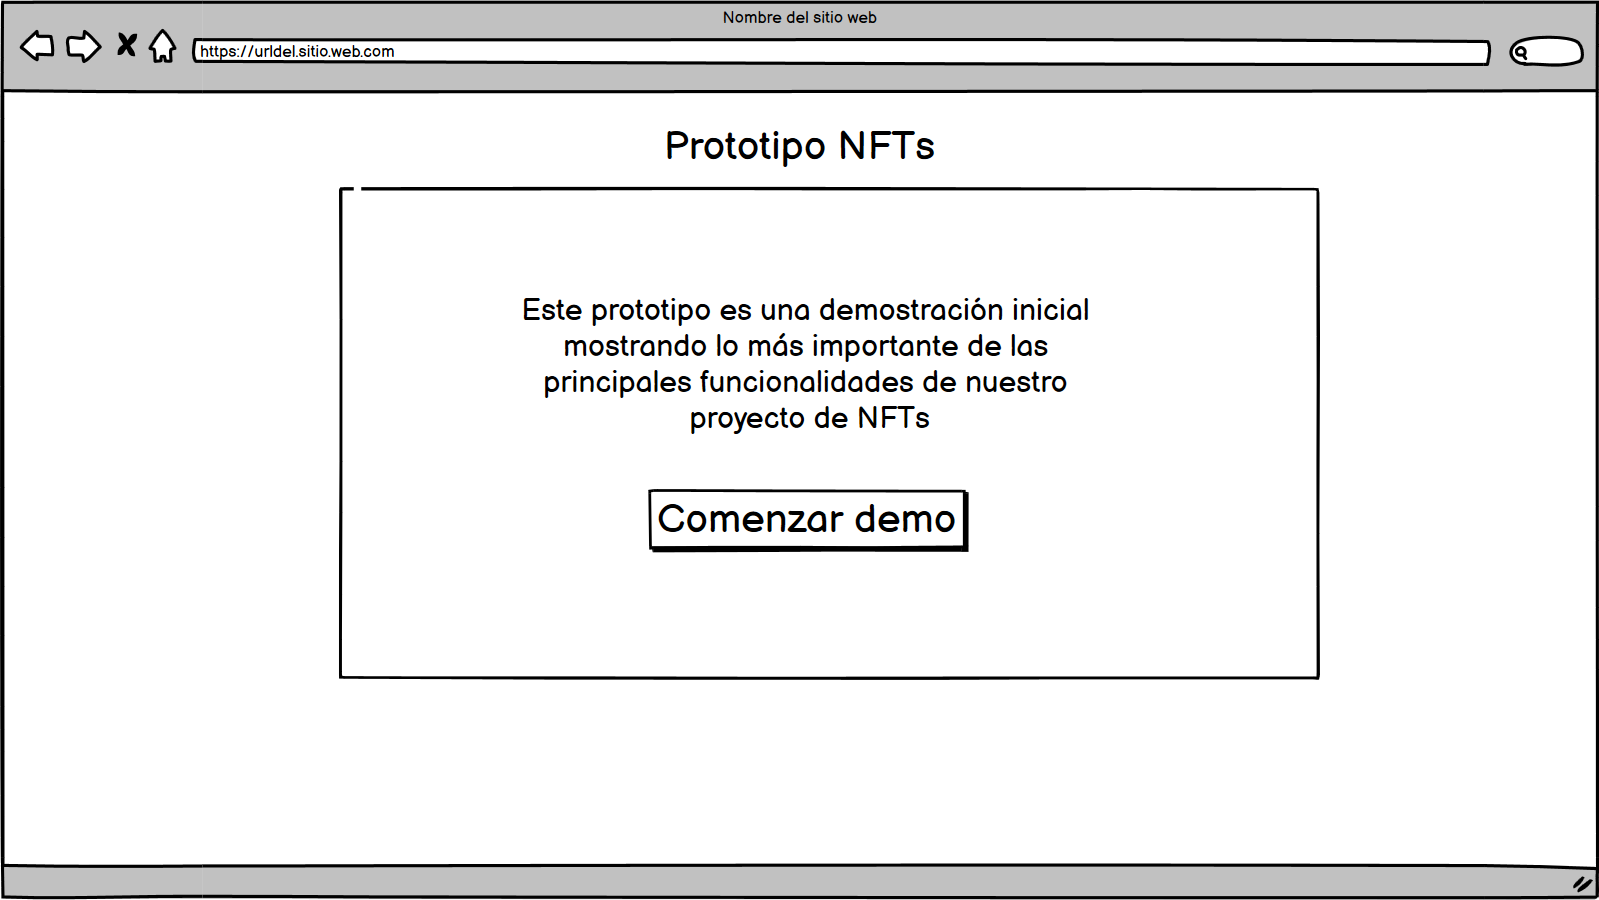 Nombre del sitio web
https://urldel.sitio.web.com
Prototipo NFTs
Este prototipo es una demostración inicial
mostrando lo más importante de las
principales funcionalidades de nuestro
proyecto de NFTs
Comenzar demo